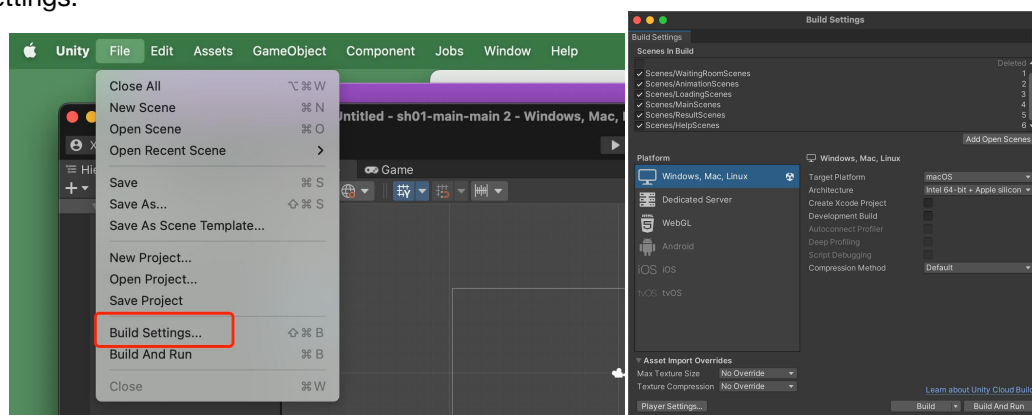 ettings.
Unity File Edit Assets GameObject Component Jobs Window Help
Close All ⌥⌘W
New Scene ⌘N
Open Scene ⌘O
Open Recent Scene >
Save ⌘S
Save As... ⇧⌘S
Save As Scene Template...
New Project...
Open Project...
Save Project
Build Settings... ⇧⌘B
Build And Run ⌘B
Close ⌘W
Untitled - sh01-main-main 2 - Windows, Mac,
Game
Build Settings
Build Settings
Scenes In Build
Deleted
Scenes/WaitingRoomScenes 1
Scenes/AnimationScenes 2
Scenes/LoadingScenes 3
Scenes/MainScenes 4
Scenes/ResultScenes 5
Scenes/HelpScenes 6
Add Open Scenes
Platform
Windows, Mac, Linux
Dedicated Server
WebGL
Android
iOS iOS
tvOS tvOS
Windows, Mac, Linux
Target Platform macOS
Architecture Intel 64-bit + Apple silicon
Create Xcode Project
Development Build
Autoconnect Profiler
Deep Profiling
Script Debugging
Compression Method Default
Asset Import Overrides
Max Texture Size No Override
Texture Compression No Override
Learn about Unity Cloud Build
Player Settings... Build Build And Run